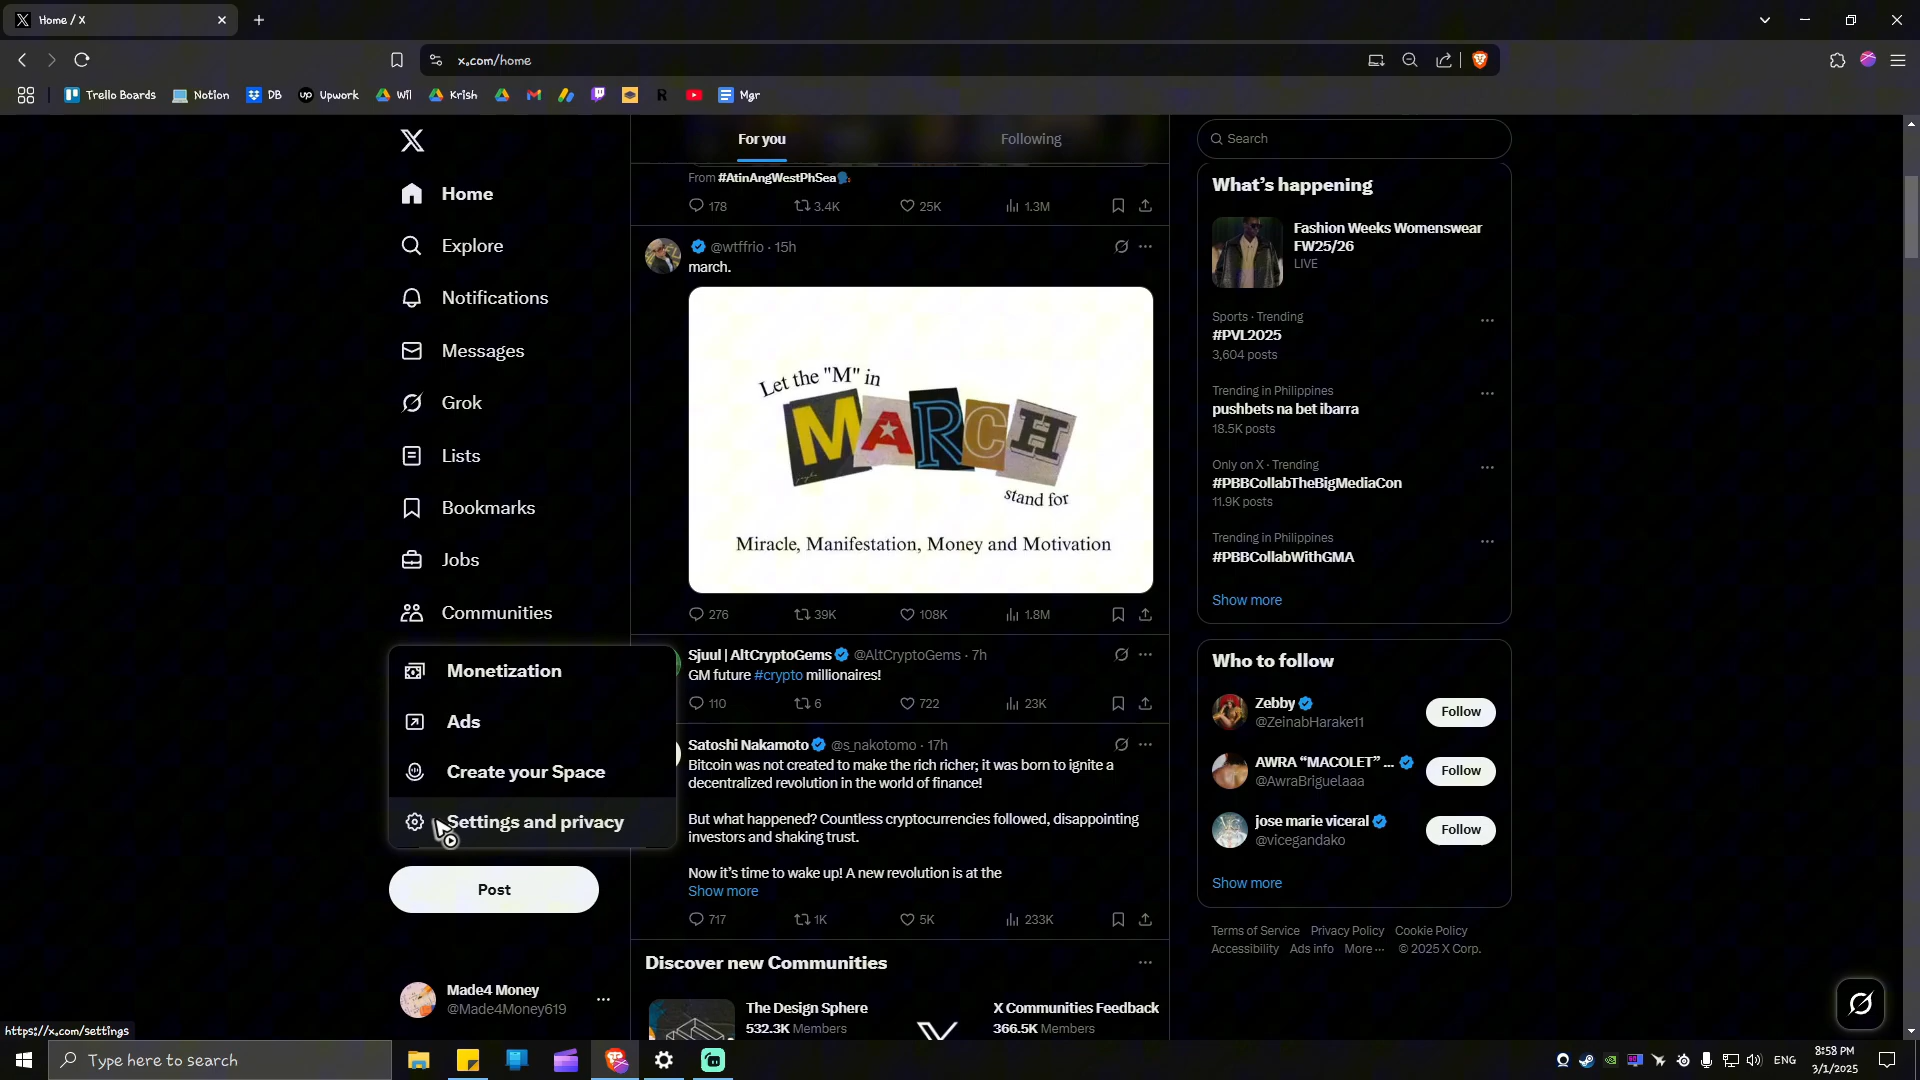 Home / X
x.com/home
Trello Boards
Notion
DB
Upwork
Wil
Krish
Mgr
Home
Explore
Notifications
Messages
Grok
Lists
Bookmarks
Jobs
Communities
Monetization
Ads
Create your Space
Settings and privacy
Post
Made4 Money
@Made4Money619
For you
Following
From #AtinAngWestPhSea
178 3.4K 25K 1.3M
@wtffrio · 15h
march.
Let the "M" in
MARCH
stand for
Miracle, Manifestation, Money and Motivation
276 39K 108K 1.8M
Sjuul | AltCryptoGems @AltCryptoGems · 7h
GM future #crypto millionaires!
110 6 722 23K
Satoshi Nakamoto @s_nakotomo · 17h
Bitcoin was not created to make the rich richer; it was born to ignite a
decentralized revolution in the world of finance!
But what happened? Countless cryptocurrencies followed, disappointing
investors and shaking trust.
Now it's time to wake up! A new revolution is at the
Show more
717 1K 5K 233K
Discover new Communities
The Design Sphere
532.3K Members
X Communities Feedback
366.5K Members
Search
What's happening
Fashion Weeks Womenswear
FW25/26
LIVE
Sports · Trending
#PVL2025
3,604 posts
Trending in Philippines
pushbets na bet ibarra
18.5K posts
Only on X · Trending
#PBBCollabTheBigMediaCon
11.9K posts
Trending in Philippines
#PBBCollabWithGMA
Show more
Who to follow
Zebby
@ZeinabHarake11
Follow
AWRA "MACOLET" ...
@AwraBriguelaaa
Follow
jose marie viceral
@vicegandako
Follow
Show more
Terms of Service Privacy Policy Cookie Policy
Accessibility Ads info More ··· © 2025 X Corp.
https://x.com/settings
Type here to search
ENG
8:58 PM
3/1/2025